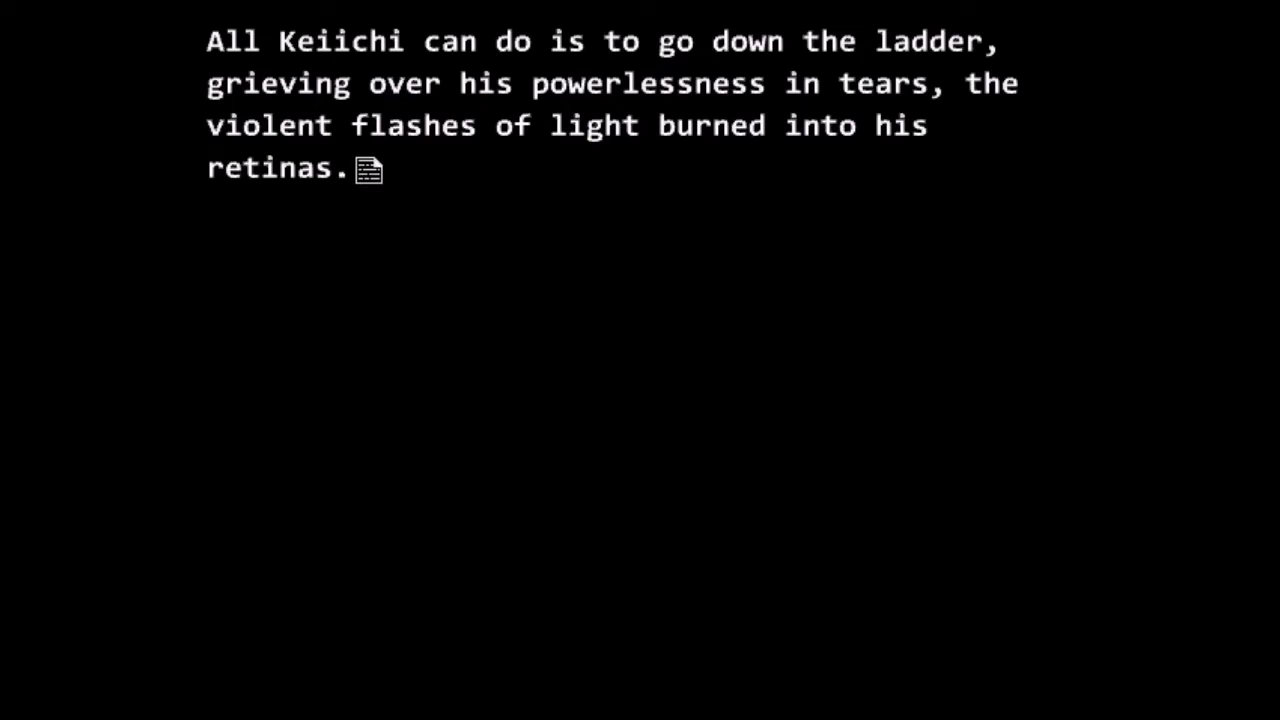 All Keiichi can do is to go down the ladder,
grieving over his powerlessness in tears, the
violent flashes of light burned into his
retinas.